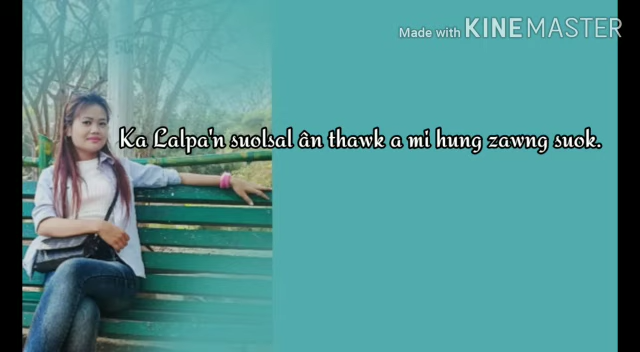 Made with KINEMASTER
Ka Lalpa'n suolsal ân thawk a mi hung zawng suok.